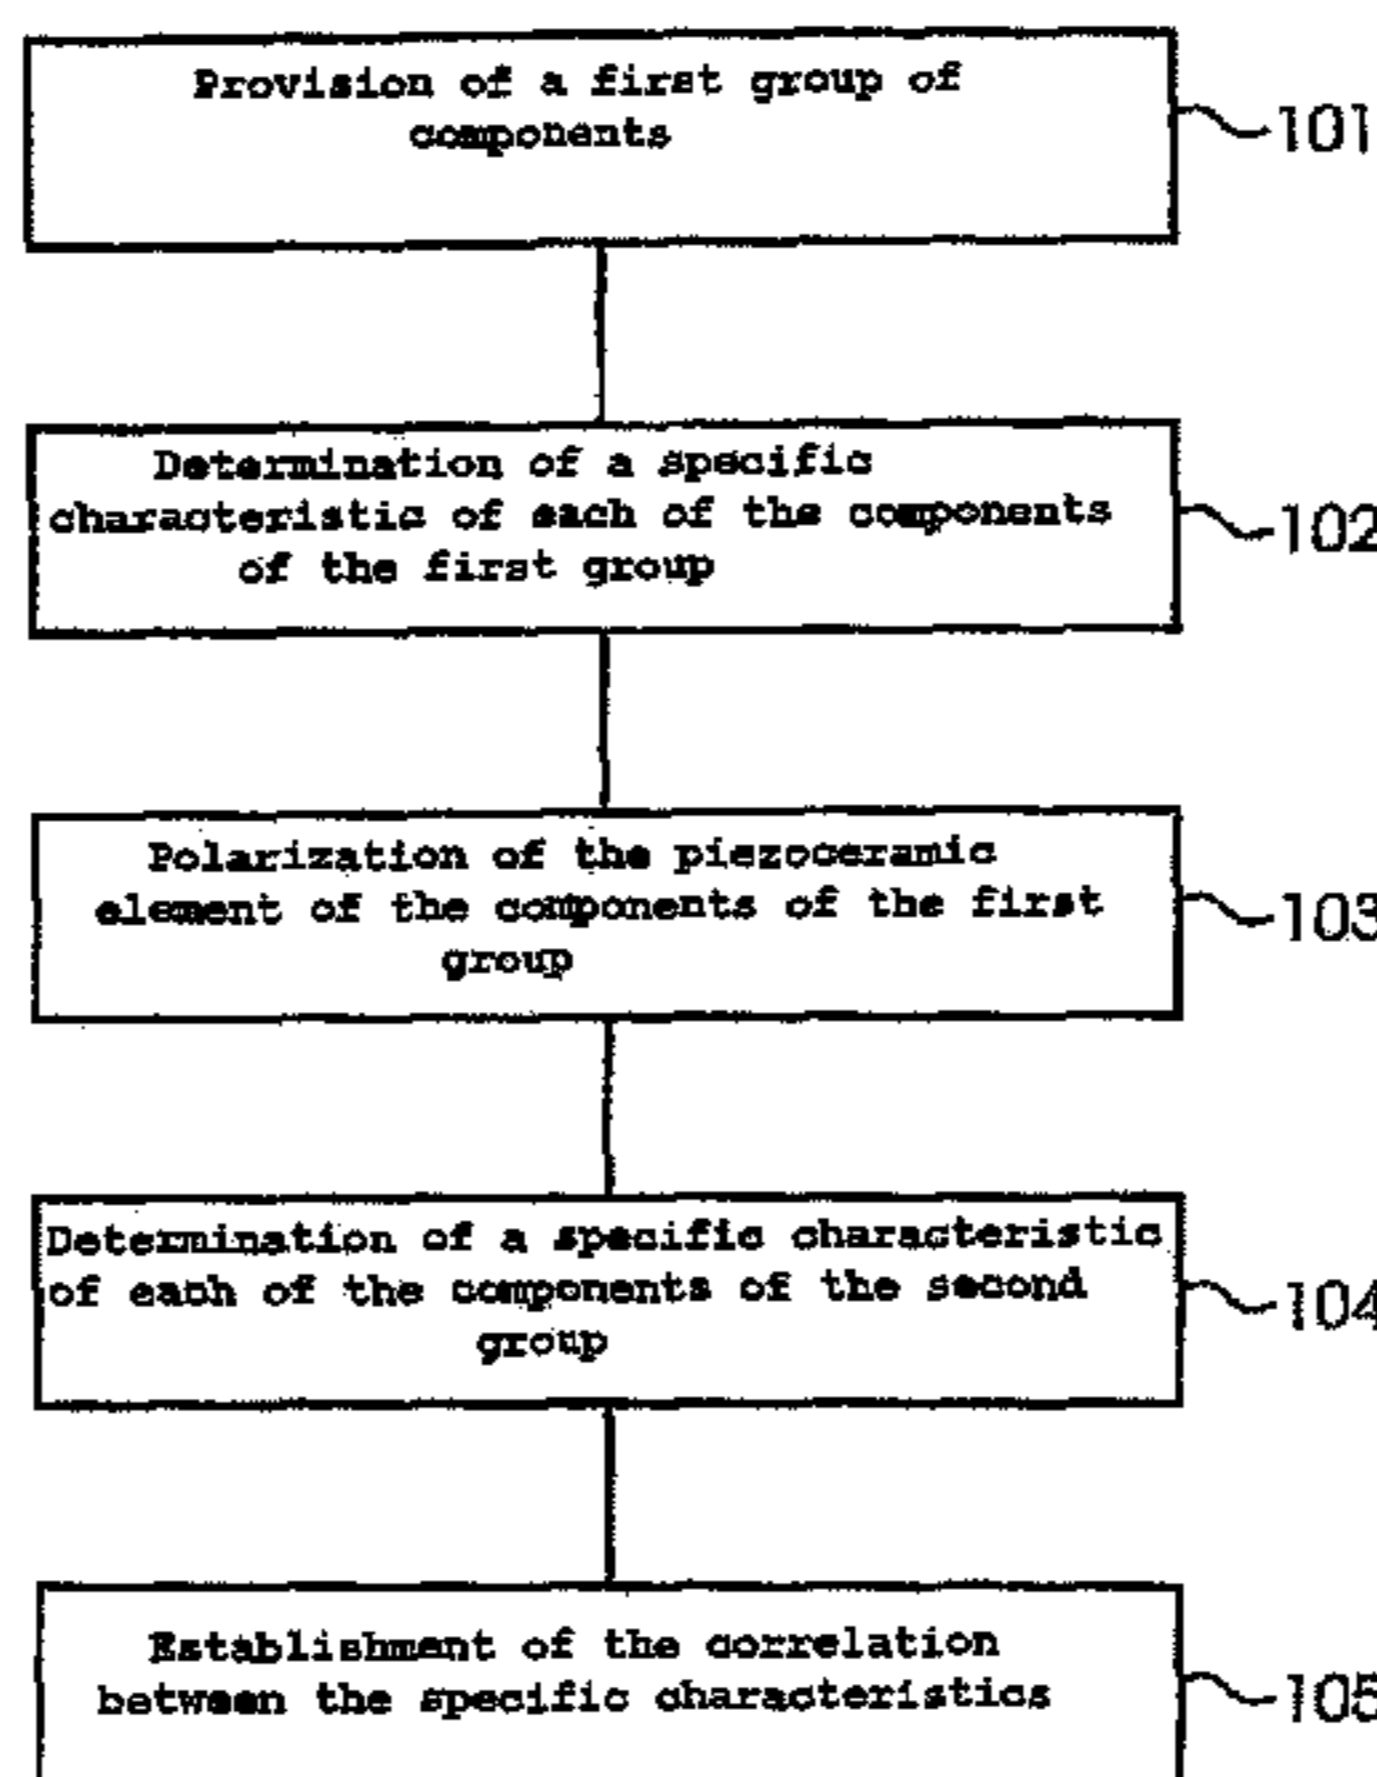 Provision of a first group of
components
101
Determination of a specific
characteristic of each of the components
of the first group
102
Polarization of the piezoceramic
element of the components of the first
group
103
Determination of a specific characteristic
of each of the components of the second
group
104
Establishment of the correlation
between the specific characteristics
105